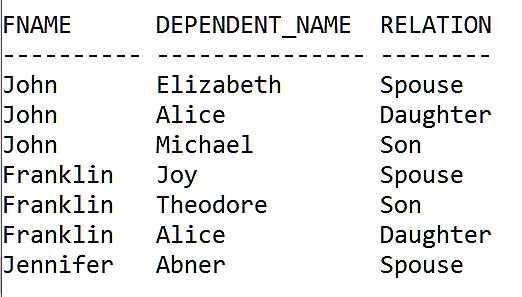 FNAME      DEPENDENT_NAME  RELATION
---------- --------------- --------
John       Elizabeth       Spouse
John       Alice           Daughter
John       Michael         Son
Franklin   Joy             Spouse
Franklin   Theodore        Son
Franklin   Alice           Daughter
Jennifer   Abner           Spouse